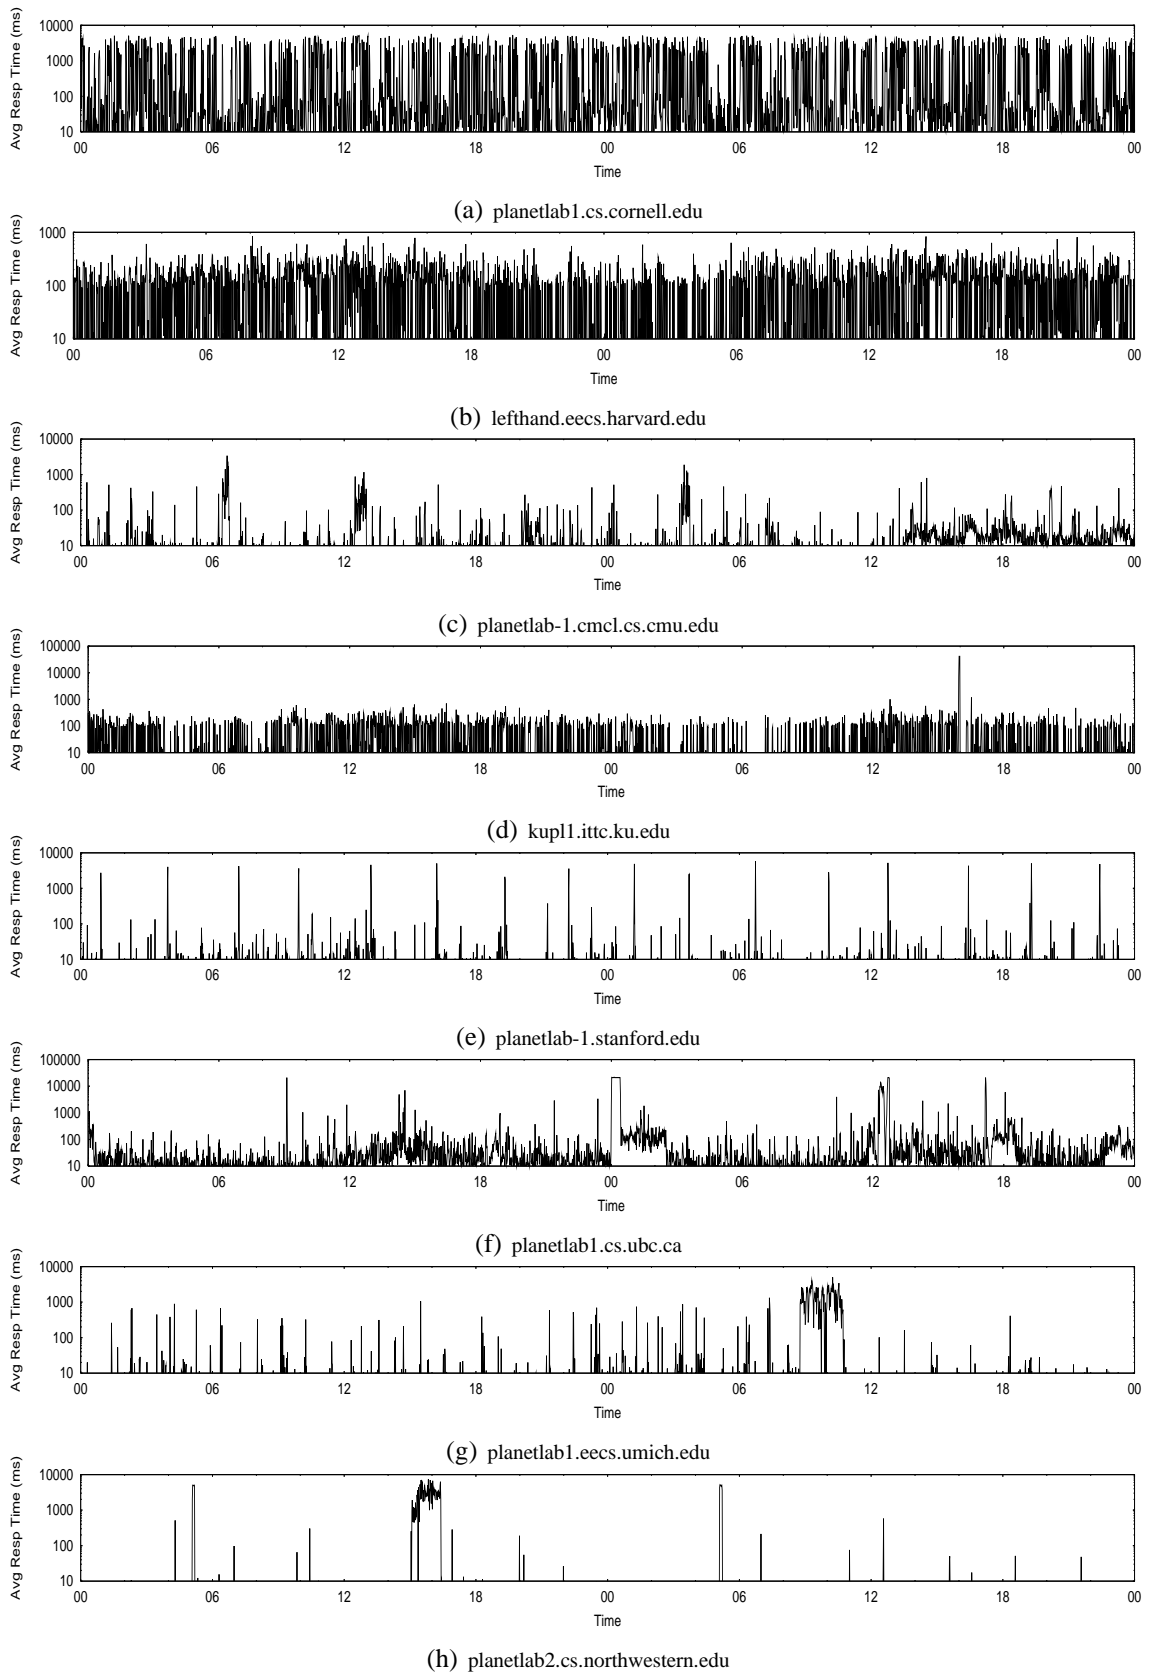 Avg Resp Time (ms)
10000
1000
100
10
00 06 12 18 00 06 12 18 00
Time
(a) planetlab1.cs.cornell.edu
Avg Resp Time (ms)
1000
100
10
00 06 12 18 00 06 12 18 00
Time
(b) lefthand.eecs.harvard.edu
Avg Resp Time (ms)
10000
1000
100
10
00 06 12 18 00 06 12 18 00
Time
(c) planetlab-1.cmcl.cs.cmu.edu
Avg Resp Time (ms)
100000
10000
1000
100
10
00 06 12 18 00 06 12 18 00
Time
(d) kupl1.ittc.ku.edu
Avg Resp Time (ms)
10000
1000
100
10
00 06 12 18 00 06 12 18 00
Time
(e) planetlab-1.stanford.edu
Avg Resp Time (ms)
100000
10000
1000
100
10
00 06 12 18 00 06 12 18 00
Time
(f) planetlab1.cs.ubc.ca
Avg Resp Time (ms)
10000
1000
100
10
00 06 12 18 00 06 12 18 00
Time
(g) planetlab1.eecs.umich.edu
Avg Resp Time (ms)
10000
1000
100
10
00 06 12 18 00 06 12 18 00
Time
(h) planetlab2.cs.northwestern.edu